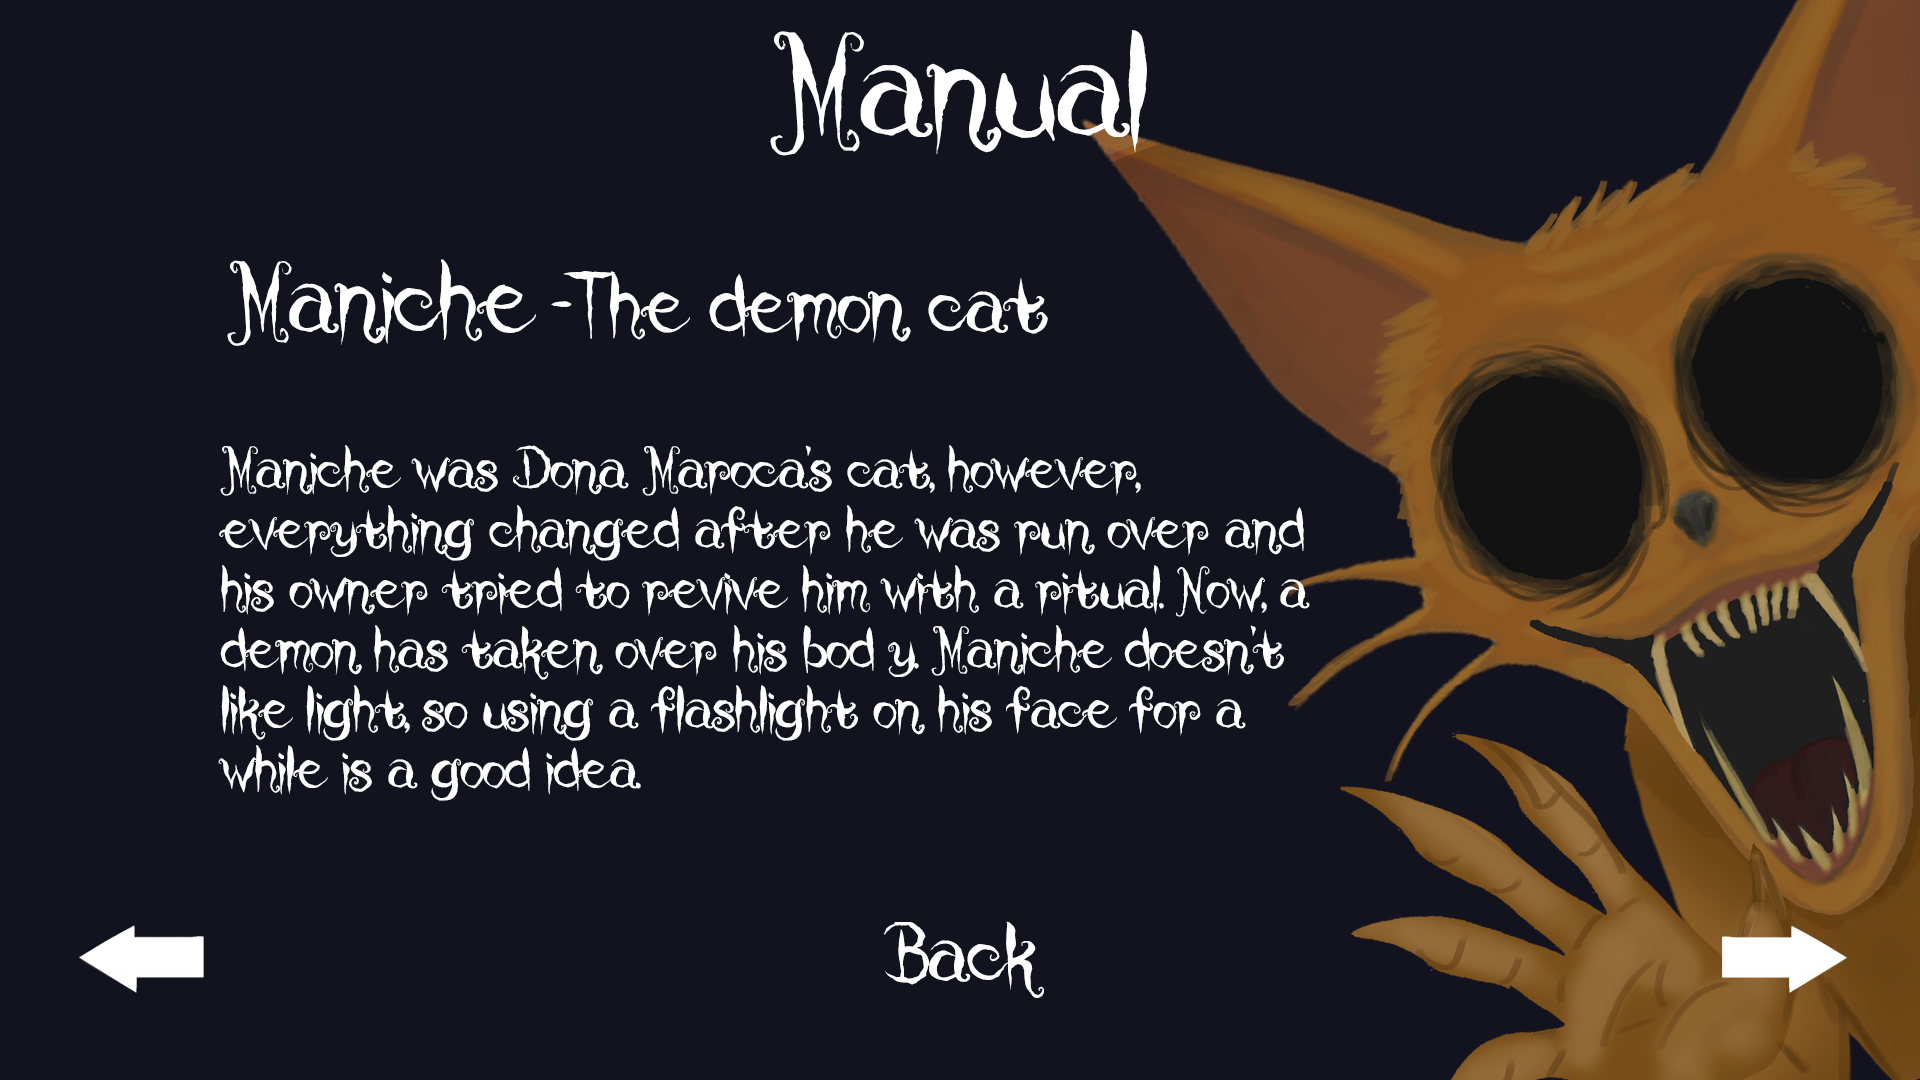 Manual
Maniche -The demon cat
Maniche was Dona Maroca's cat, however,
everything changed after he was run over and
his owner tried to revive him with a ritual. Now, a
demon has taken over his bod y. Maniche doesn't
like light, so using a flashlight on his face for a
while is a good idea.
Back